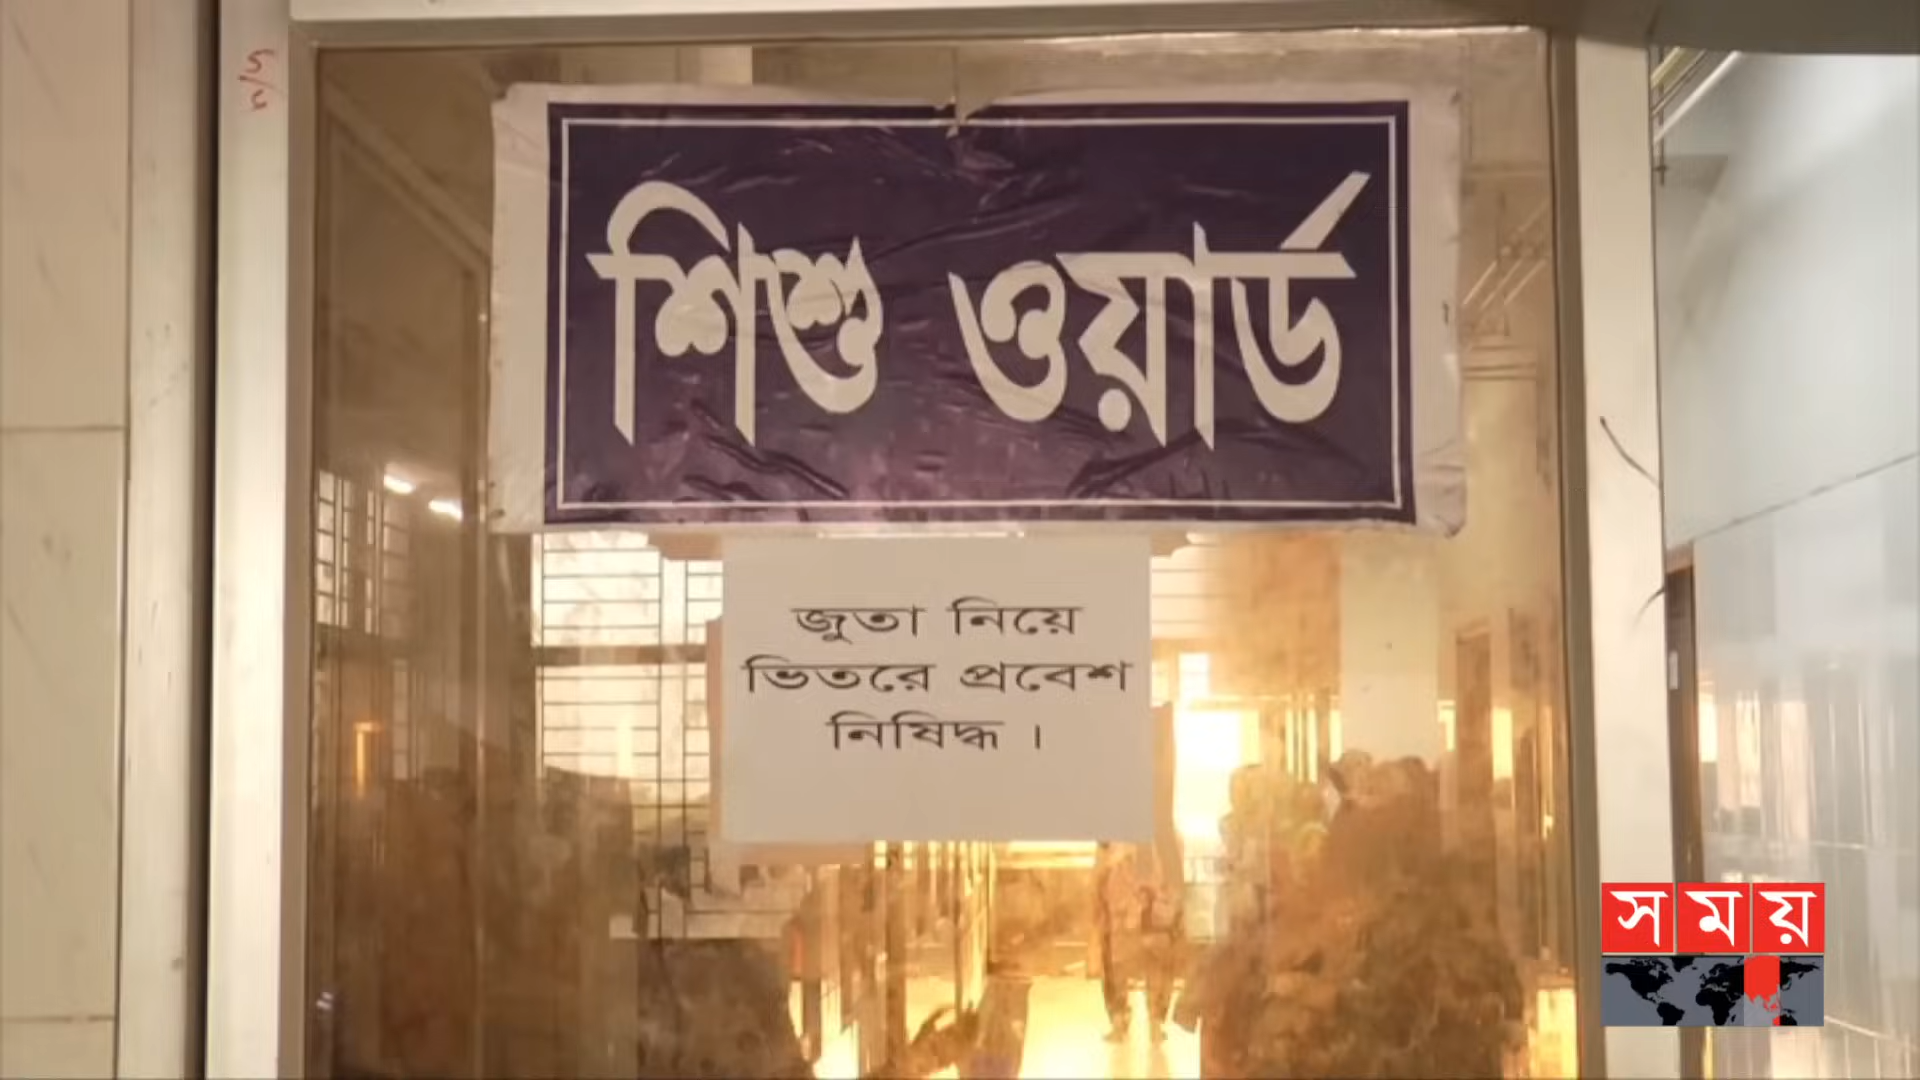 শিশু ওয়ার্ড
জুতা নিয়ে
ভিতরে প্রবেশ
নিষিদ্ধ ।
সময়